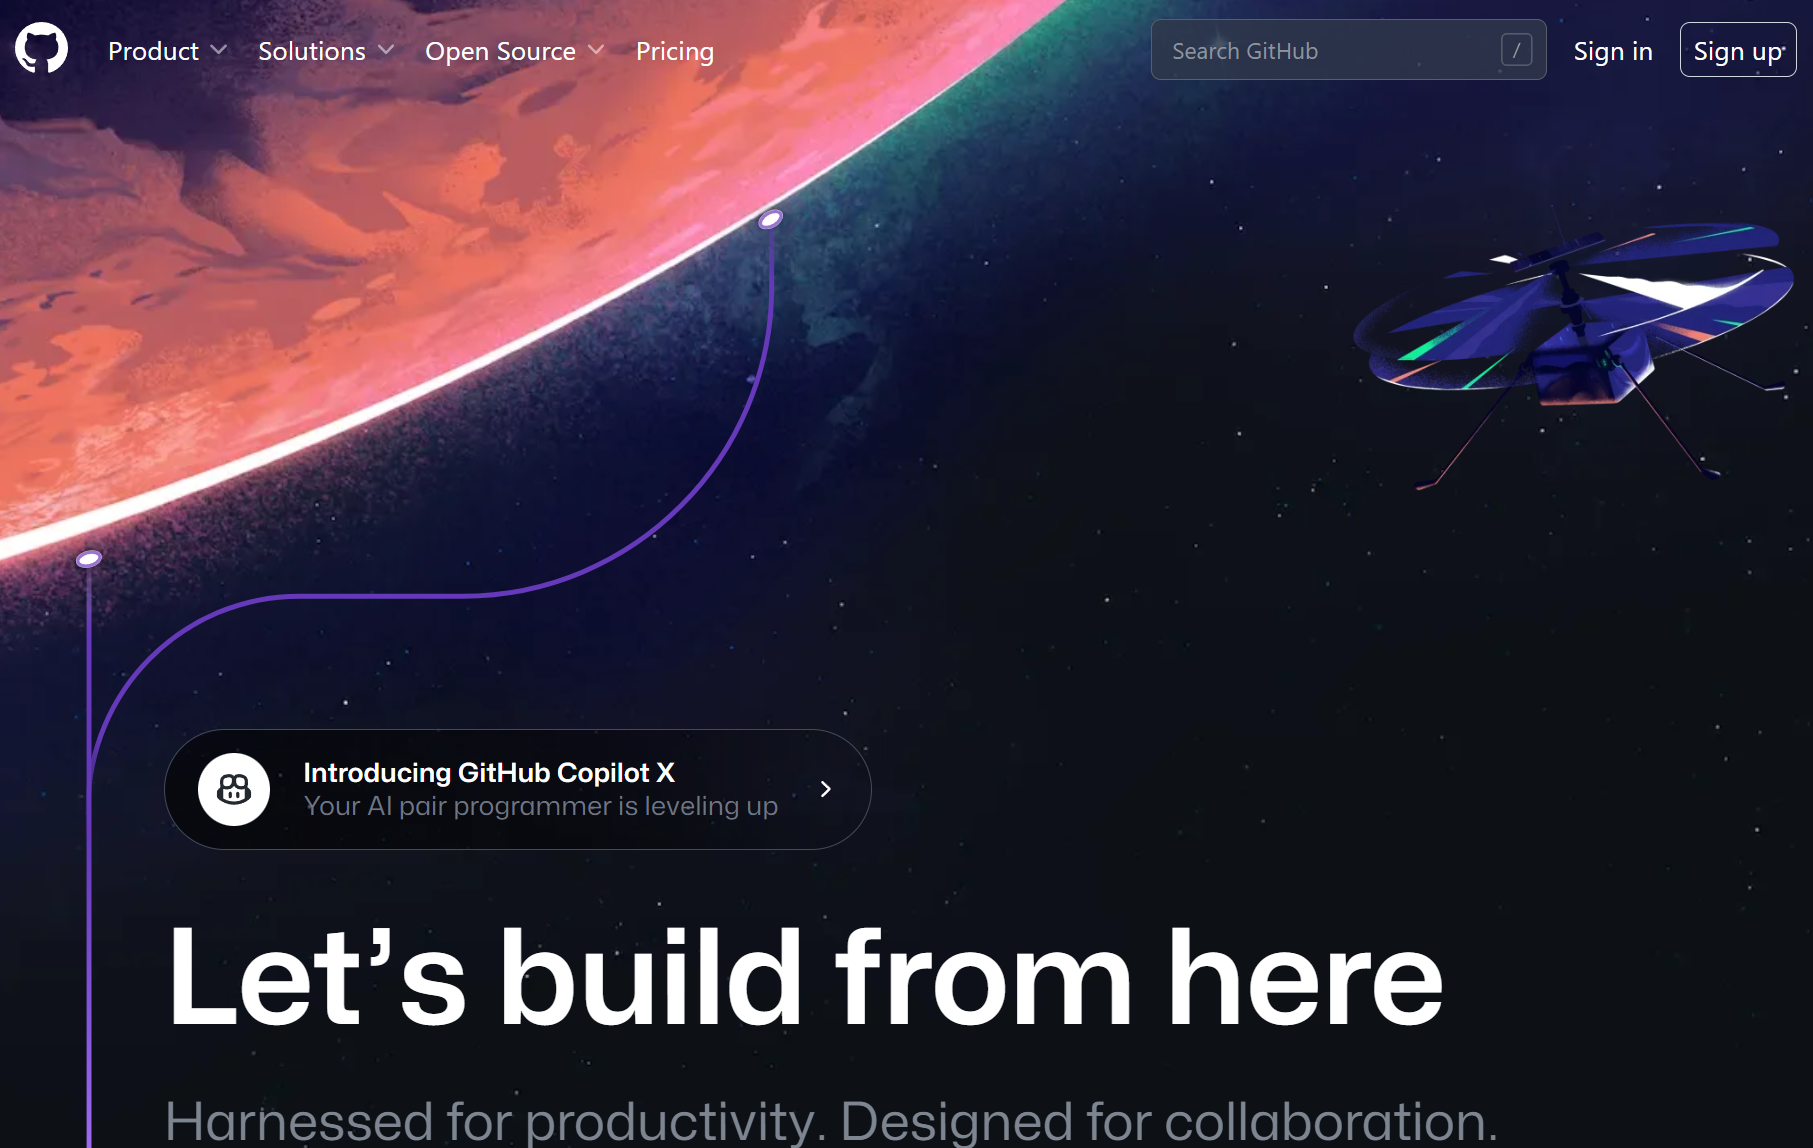 Product
Solutions
Open Source
Pricing
Search GitHub
/
Sign in
Sign up
Introducing GitHub Copilot X
Your AI pair programmer is leveling up
Let’s build from here
Harnessed for productivity. Designed for collaboration.